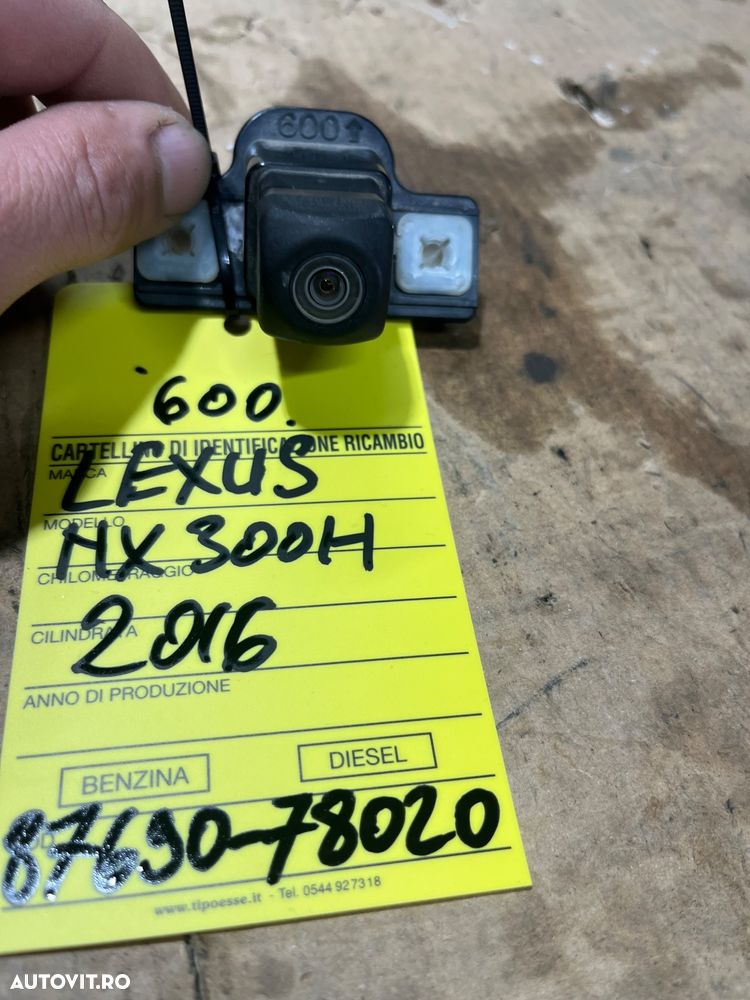 600↑
600.
CARTELLINO DI IDENTIFICAZIONE RICAMBIO
MARCA
LEXUS
MODELLO
NX 300H
CHILOMETRAGGIO
2016
CILINDRATA
ANNO DI PRODUZIONE
BENZINA DIESEL
87690-78020
www.tipoesse.it - Tel. 0544 927318
AUTOVIT.RO